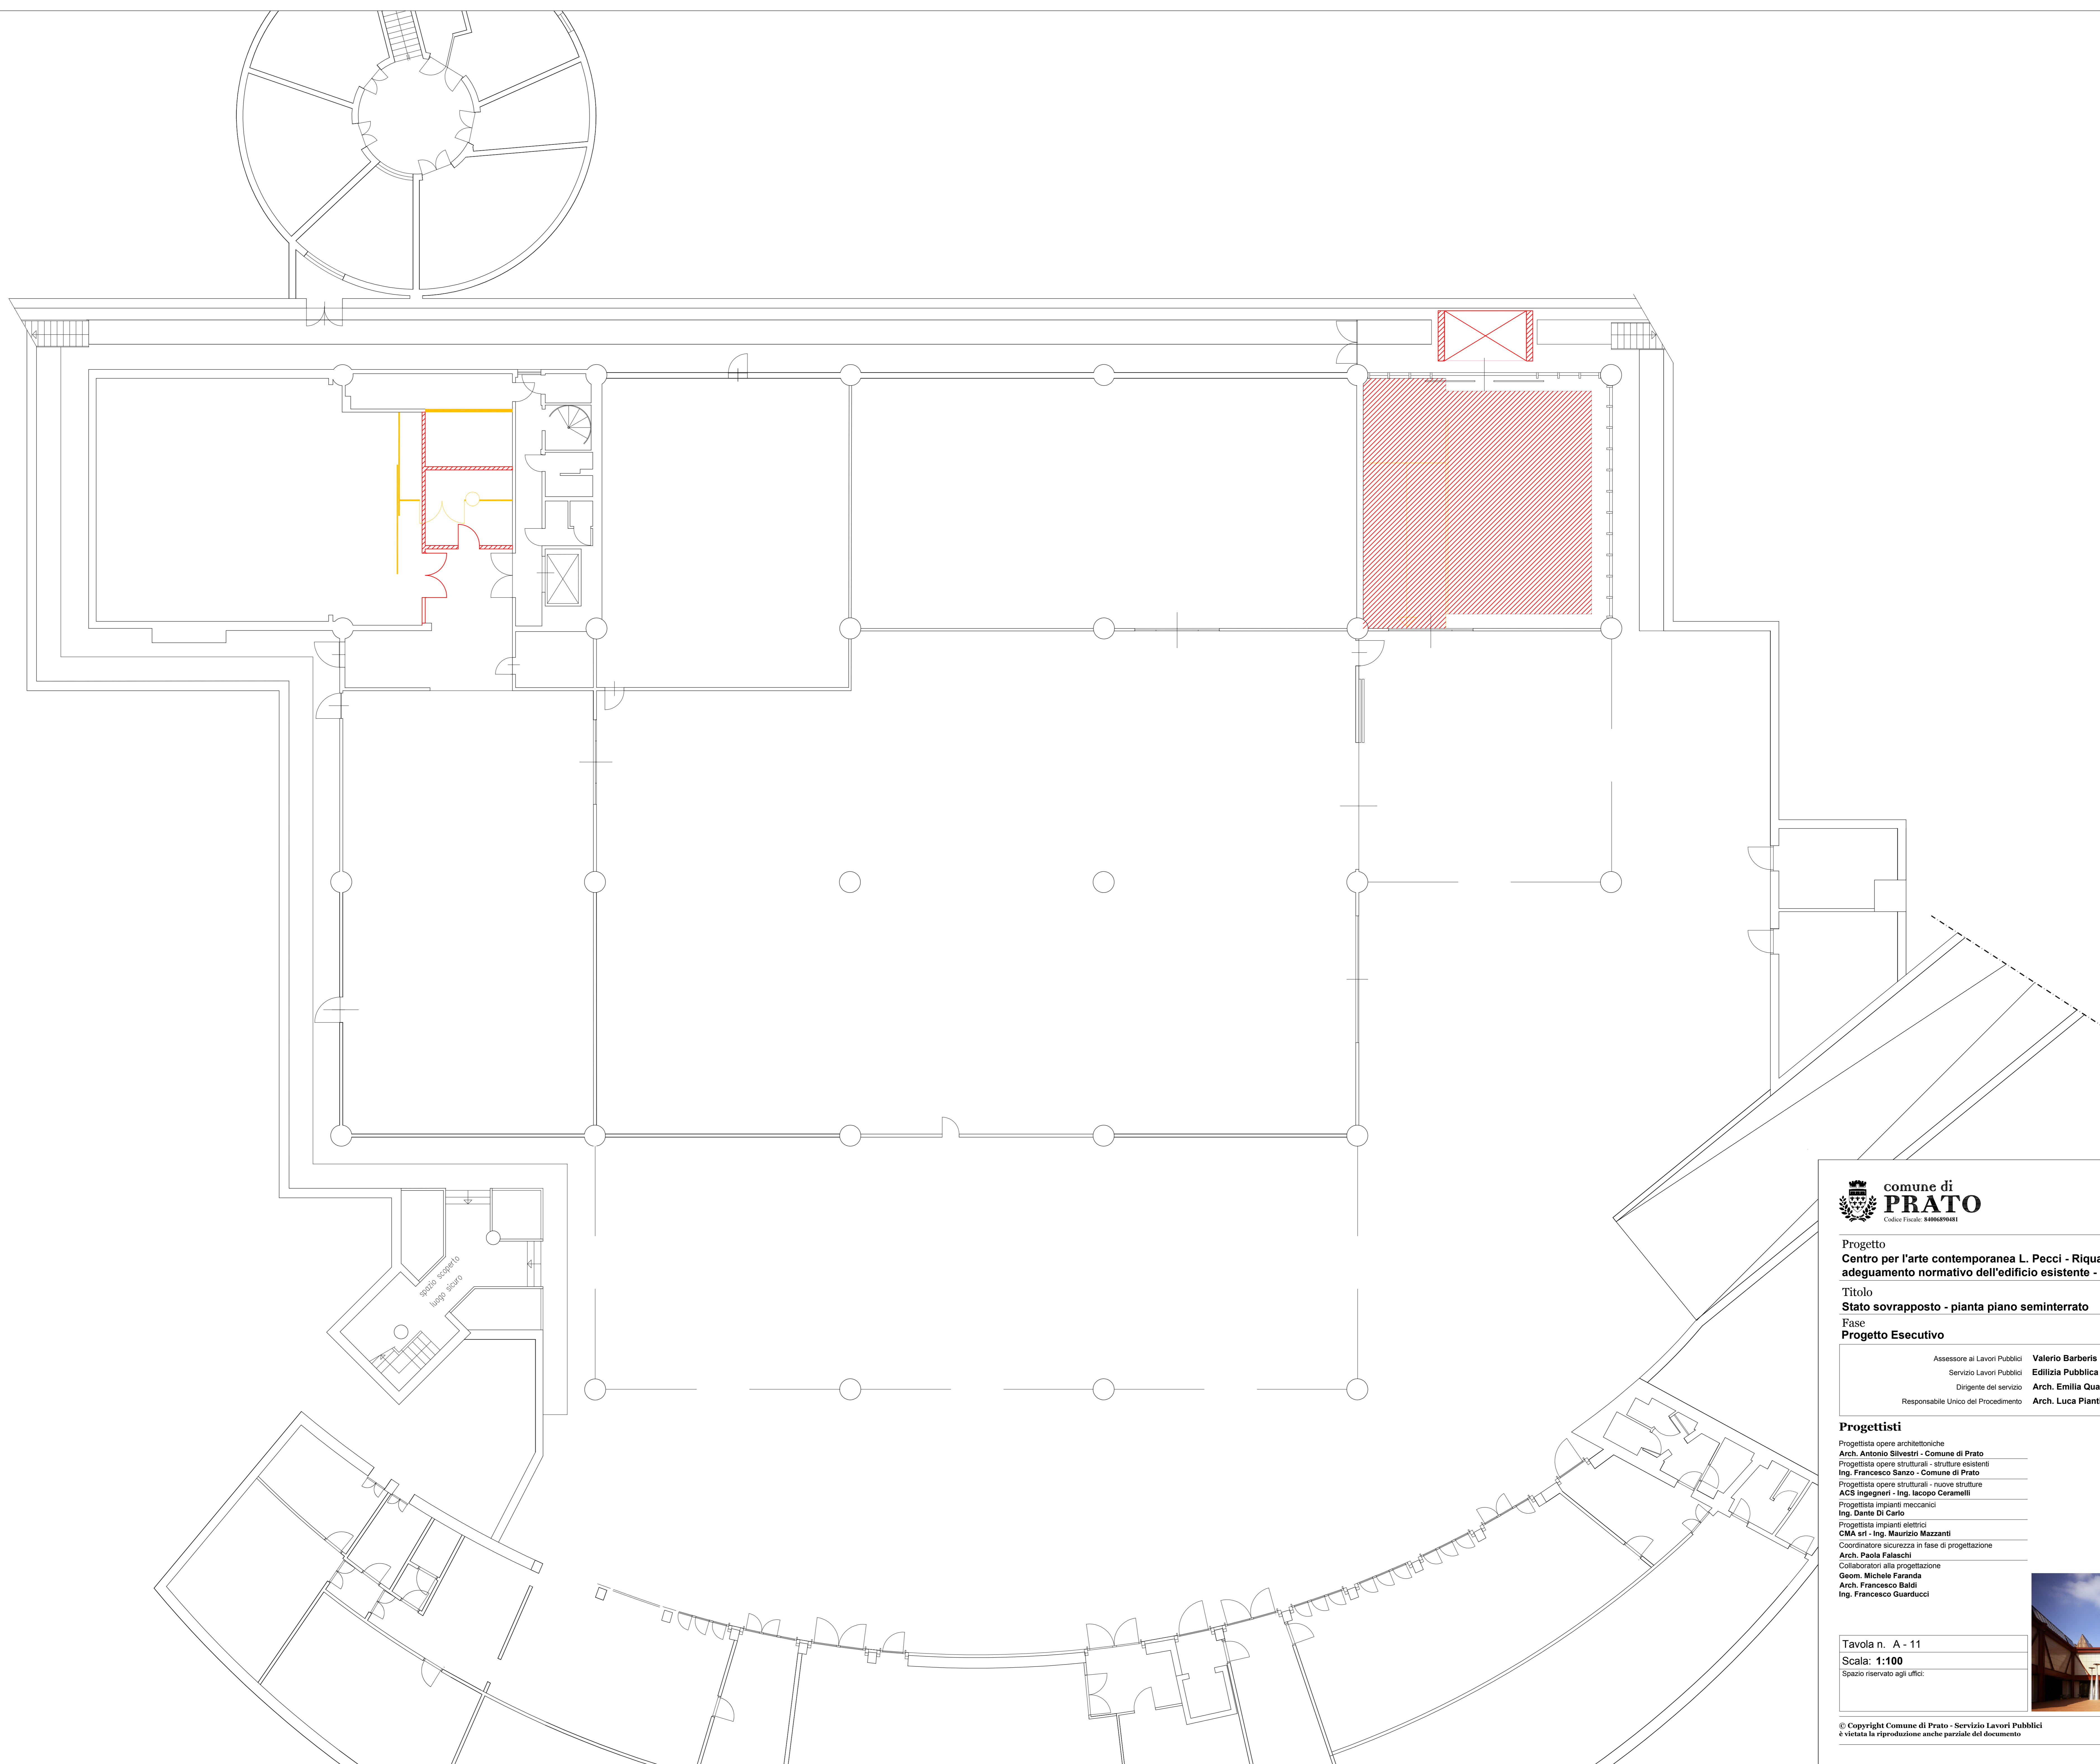 spazio scoperto
luogo sicuro
comune di
PRATO
Codice Fiscale: 84006890481
Progetto
Centro per l'arte contemporanea L. Pecci - Riqua
adeguamento normativo dell'edificio esistente -
Titolo
Stato sovrapposto - pianta piano seminterrato
Fase
Progetto Esecutivo
Assessore ai Lavori Pubblici Valerio Barberis
Servizio Lavori Pubblici Edilizia Pubblica
Dirigente del servizio Arch. Emilia Qua
Responsabile Unico del Procedimento Arch. Luca Pianti
Progettisti
Progettista opere architettoniche
Arch. Antonio Silvestri - Comune di Prato
Progettista opere strutturali - strutture esistenti
Ing. Francesco Sanzo - Comune di Prato
Progettista opere strutturali - nuove strutture
ACS ingegneri - Ing. Iacopo Ceramelli
Progettista impianti meccanici
Ing. Dante Di Carlo
Progettista impianti elettrici
CMA srl - Ing. Maurizio Mazzanti
Coordinatore sicurezza in fase di progettazione
Arch. Paola Falaschi
Collaboratori alla progettazione
Geom. Michele Faranda
Arch. Francesco Baldi
Ing. Francesco Guarducci
Tavola n. A - 11
Scala: 1:100
Spazio riservato agli uffici:
© Copyright Comune di Prato - Servizio Lavori Pubblici
è vietata la riproduzione anche parziale del documento